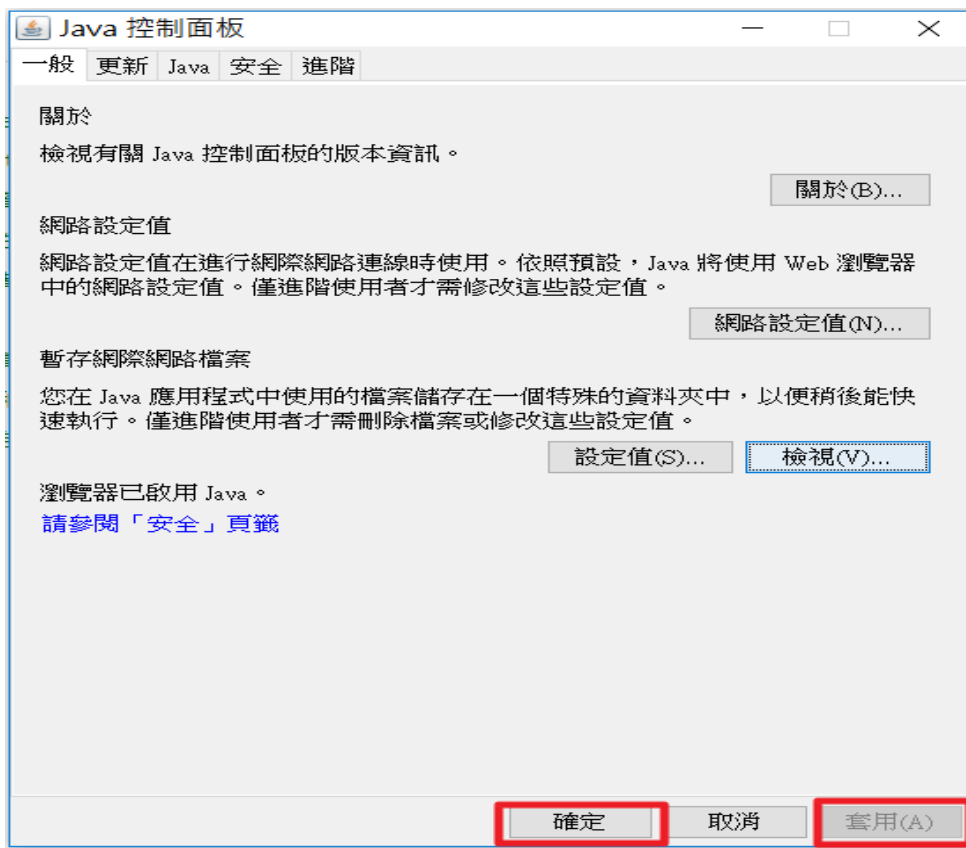 Java 控制面板
一般 更新 Java 安全 進階
關於
檢視有關 Java 控制面板的版本資訊。
關於(B)...
網路設定值
網路設定值在進行網際網路連線時使用。依照預設，Java 將使用 Web 瀏覽器
中的網路設定值。僅進階使用者才需修改這些設定值。
網路設定值(N)...
暫存網際網路檔案
您在 Java 應用程式中使用的檔案儲存在一個特殊的資料夾中，以便稍後能快
速執行。僅進階使用者才需刪除檔案或修改這些設定值。
設定值(S)... 檢視(V)...
瀏覽器已啟用 Java。
請參閱「安全」頁籤
確定 取消 套用(A)